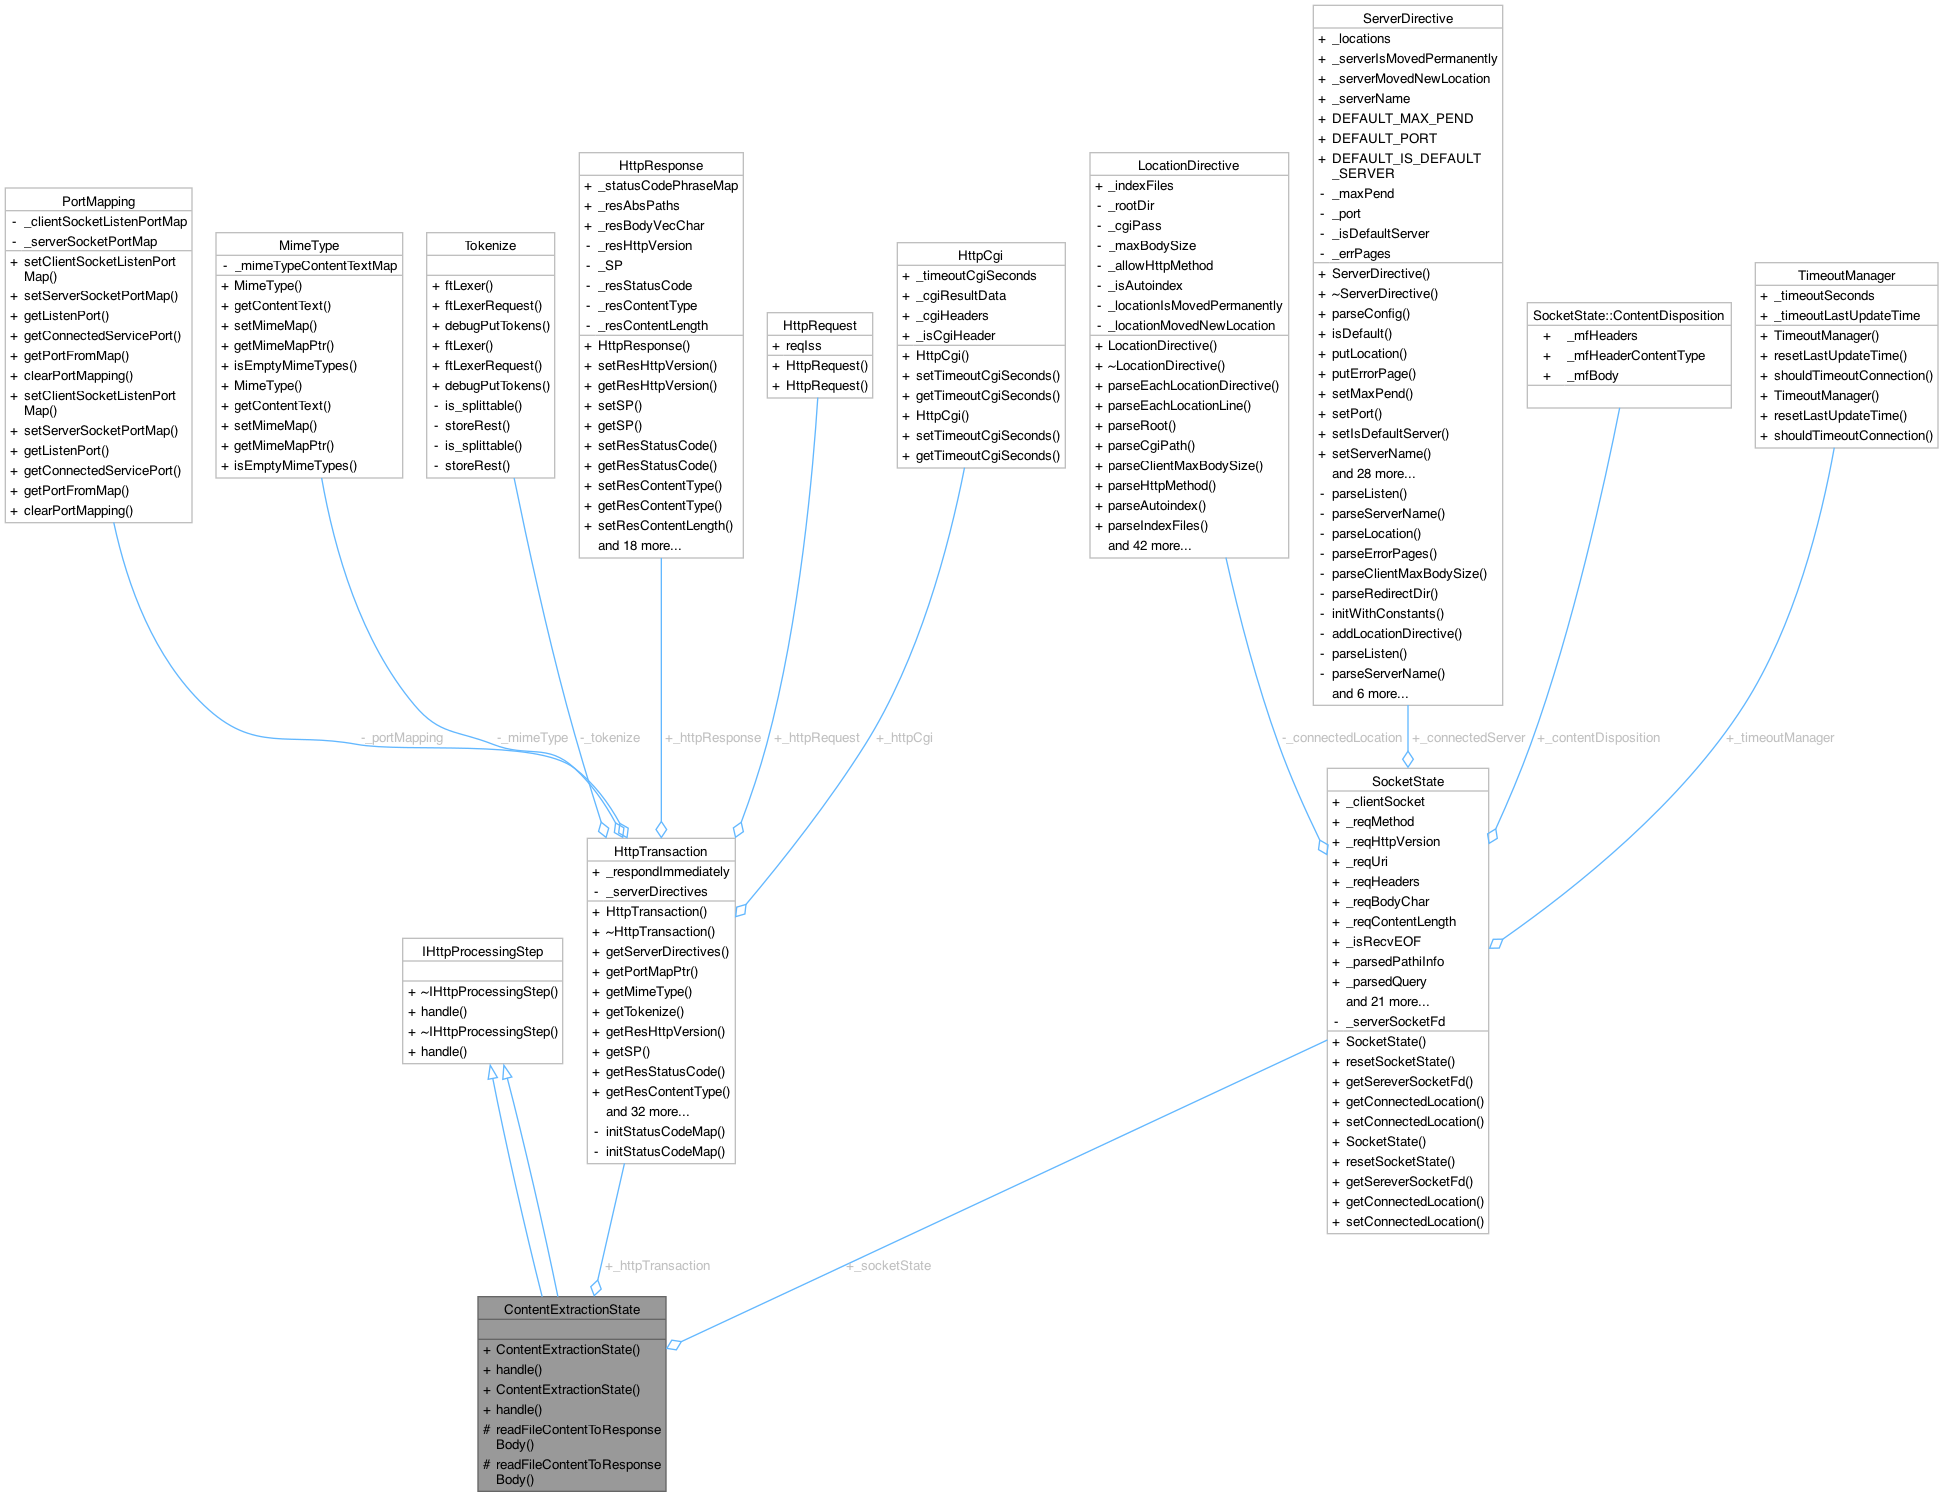 ServerDirective
+ _locations
+ _serverIsMovedPermanently
+ _serverMovedNewLocation
+ _serverName
+ DEFAULT_MAX_PEND
+ DEFAULT_PORT
+ DEFAULT_IS_DEFAULT
_SERVER
- _maxPend
- _port
- _isDefaultServer
- _errPages
+ ServerDirective()
+ ~ServerDirective()
+ parseConfig()
+ isDefault()
+ putLocation()
+ putErrorPage()
+ setMaxPend()
+ setPort()
+ setIsDefaultServer()
+ setServerName()
and 28 more...
- parseListen()
- parseServerName()
- parseLocation()
- parseErrorPages()
- parseClientMaxBodySize()
- parseRedirectDir()
- initWithConstants()
- addLocationDirective()
- parseListen()
- parseServerName()
and 6 more...
PortMapping
- _clientSocketListenPortMap
- _serverSocketPortMap
+ setClientSocketListenPort
Map()
+ setServerSocketPortMap()
+ getListenPort()
+ getConnectedServicePort()
+ getPortFromMap()
+ clearPortMapping()
+ setClientSocketListenPort
Map()
+ setServerSocketPortMap()
+ getListenPort()
+ getConnectedServicePort()
+ getPortFromMap()
+ clearPortMapping()
MimeType
- _mimeTypeContentTextMap
+ MimeType()
+ getContentText()
+ setMimeMap()
+ getMimeMapPtr()
+ isEmptyMimeTypes()
+ MimeType()
+ getContentText()
+ setMimeMap()
+ getMimeMapPtr()
+ isEmptyMimeTypes()
Tokenize
+ ftLexer()
+ ftLexerRequest()
+ debugPutTokens()
+ ftLexer()
+ ftLexerRequest()
+ debugPutTokens()
- is_splittable()
- storeRest()
- is_splittable()
- storeRest()
HttpResponse
+ _statusCodePhraseMap
+ _resAbsPaths
+ _resBodyVecChar
- _resHttpVersion
- _SP
- _resStatusCode
- _resContentType
- _resContentLength
+ HttpResponse()
+ setResHttpVersion()
+ getResHttpVersion()
+ setSP()
+ getSP()
+ setResStatusCode()
+ getResStatusCode()
+ setResContentType()
+ getResContentType()
+ setResContentLength()
and 18 more...
HttpRequest
+ reqIss
+ HttpRequest()
+ HttpRequest()
HttpCgi
+ _timeoutCgiSeconds
+ _cgiResultData
+ _cgiHeaders
+ _isCgiHeader
+ HttpCgi()
+ setTimeoutCgiSeconds()
+ getTimeoutCgiSeconds()
+ HttpCgi()
+ setTimeoutCgiSeconds()
+ getTimeoutCgiSeconds()
LocationDirective
+ _indexFiles
- _rootDir
- _cgiPass
- _maxBodySize
- _allowHttpMethod
- _isAutoindex
- _locationIsMovedPermanently
- _locationMovedNewLocation
+ LocationDirective()
+ ~LocationDirective()
+ parseEachLocationDirective()
+ parseEachLocationLine()
+ parseRoot()
+ parseCgiPath()
+ parseClientMaxBodySize()
+ parseHttpMethod()
+ parseAutoindex()
+ parseIndexFiles()
and 42 more...
SocketState::ContentDisposition
+ _mfHeaders
+ _mfHeaderContentType
+ _mfBody
TimeoutManager
+ _timeoutSeconds
+ _timeoutLastUpdateTime
+ TimeoutManager()
+ resetLastUpdateTime()
+ shouldTimeoutConnection()
+ TimeoutManager()
+ resetLastUpdateTime()
+ shouldTimeoutConnection()
-_portMapping
-_mimeType
-_tokenize
+_httpResponse
+_httpRequest
+_httpCgi
-_connectedLocation
+_connectedServer
+_contentDisposition
+_timeoutManager
HttpTransaction
+ _respondImmediately
- _serverDirectives
+ HttpTransaction()
+ ~HttpTransaction()
+ getServerDirectives()
+ getPortMapPtr()
+ getMimeType()
+ getTokenize()
+ getResHttpVersion()
+ getSP()
+ getResStatusCode()
+ getResContentType()
and 32 more...
- initStatusCodeMap()
- initStatusCodeMap()
SocketState
+ _clientSocket
+ _reqMethod
+ _reqHttpVersion
+ _reqUri
+ _reqHeaders
+ _reqBodyChar
+ _reqContentLength
+ _isRecvEOF
+ _parsedPathiInfo
+ _parsedQuery
and 21 more...
- _serverSocketFd
+ SocketState()
+ resetSocketState()
+ getSereverSocketFd()
+ getConnectedLocation()
+ setConnectedLocation()
+ SocketState()
+ resetSocketState()
+ getSereverSocketFd()
+ getConnectedLocation()
+ setConnectedLocation()
IHttpProcessingStep
+ ~IHttpProcessingStep()
+ handle()
+ ~IHttpProcessingStep()
+ handle()
+_httpTransaction
+_socketState
ContentExtractionState
+ ContentExtractionState()
+ handle()
+ ContentExtractionState()
+ handle()
# readFileContentToResponse
Body()
# readFileContentToResponse
Body()